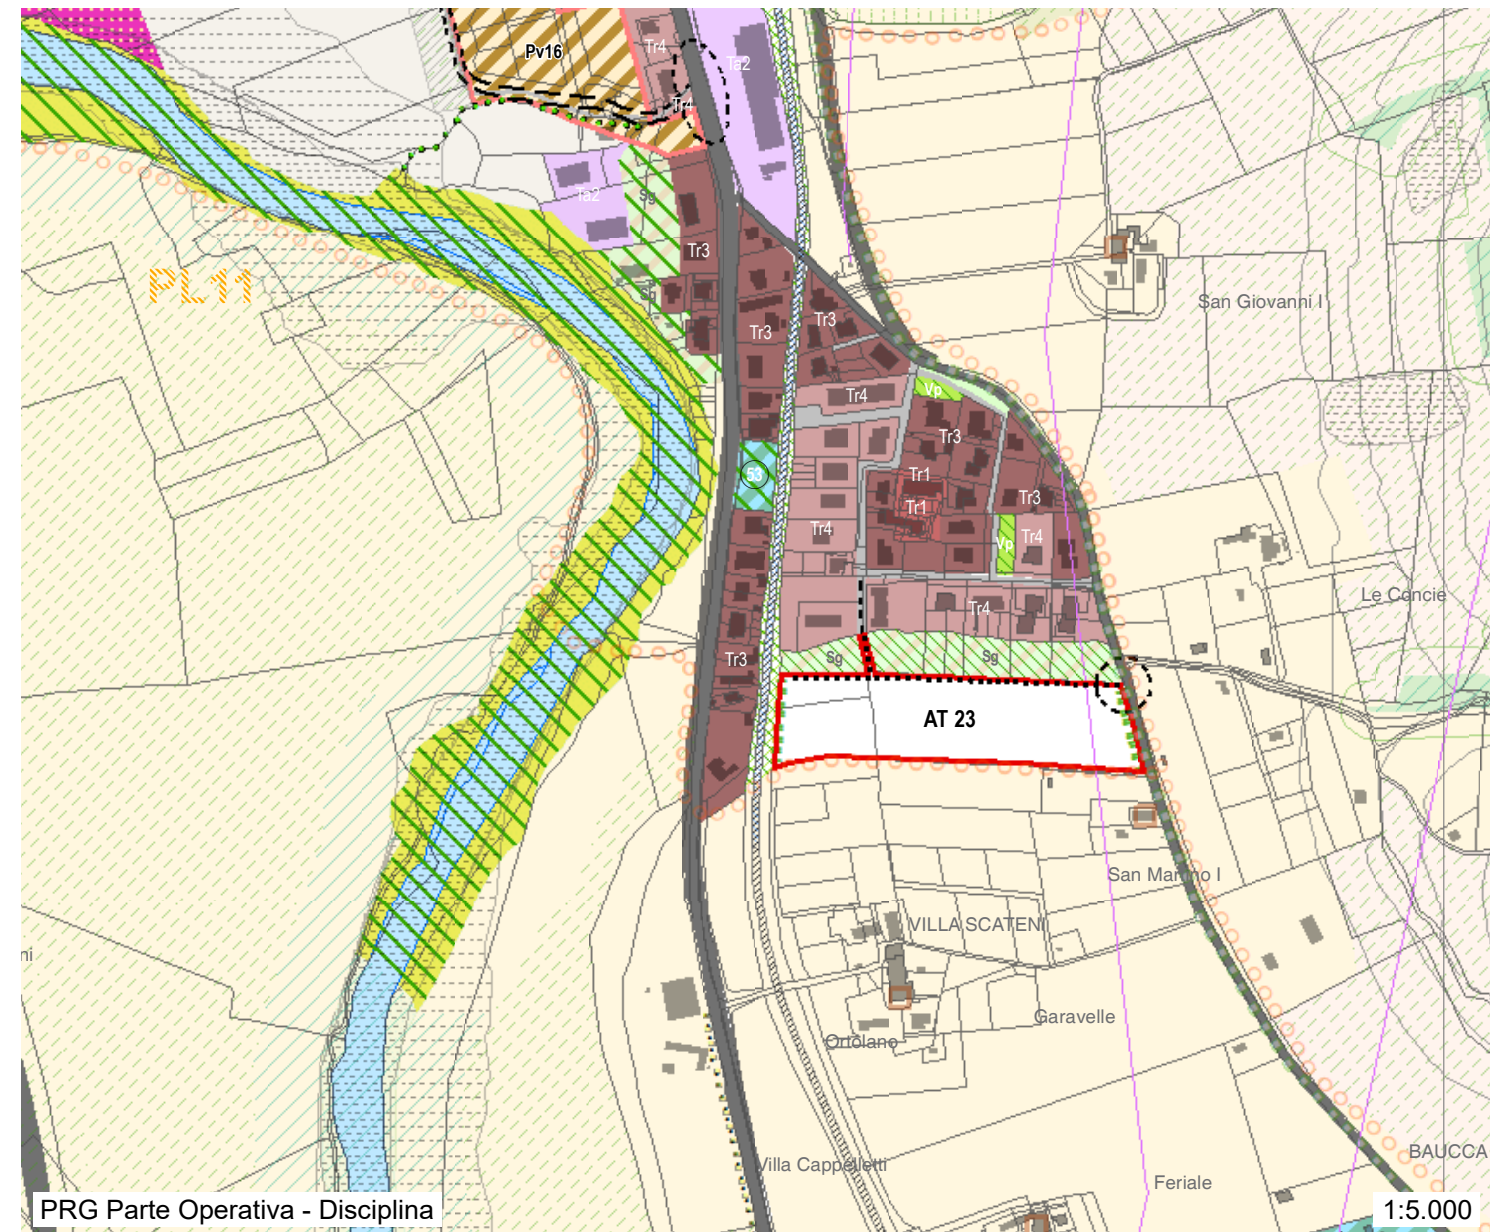 Pv16
Tr4
Ta2
Tr4
Ta2
Sg
Tr3
PL11
Sg
San Giovanni I
Tr3
Tr3
Tr4
Vp
Tr3
53
Tr1
Tr3
Tr1
Tr4
Vp
Tr4
Le Concie
Tr4
Tr3
Sg
Sg
AT 23
San Martino I
VILLA SCATENI
ni
Garavelle
Ortolano
BAUCCA
Villa Cappelletti
Feriale
PRG Parte Operativa - Disciplina
1:5.000